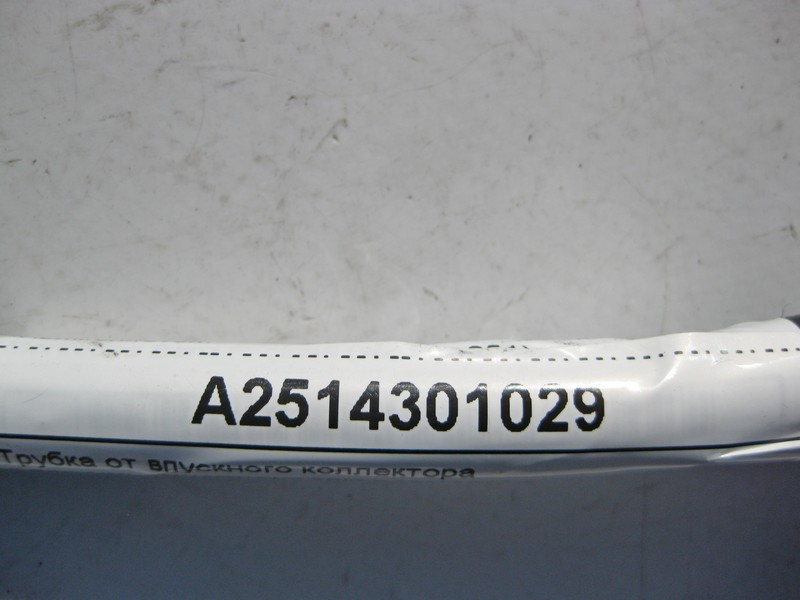 A2514301029
Трубка от впускного коллектора